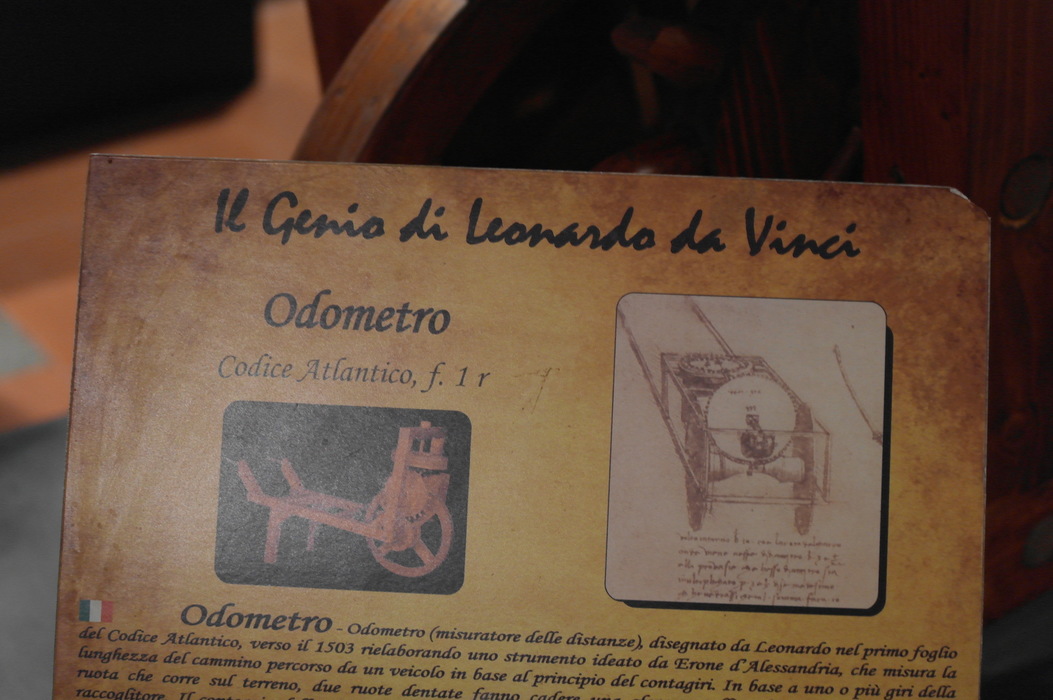 Il Genio di Leonardo da Vinci
Odometro
Codice Atlantico, f. 1 r
Odometro - Odometro (misuratore delle distanze), disegnato da Leonardo nel primo foglio
del Codice Atlantico, verso il 1503 rielaborando uno strumento ideato da Erone d'Alessandria, che misura la
lunghezza del cammino percorso da un veicolo in base al principio del contagiri. In base a uno o più giri della
ruota che corre sul terreno, due ruote dentate fanno cadere una
raccoglitore. Il